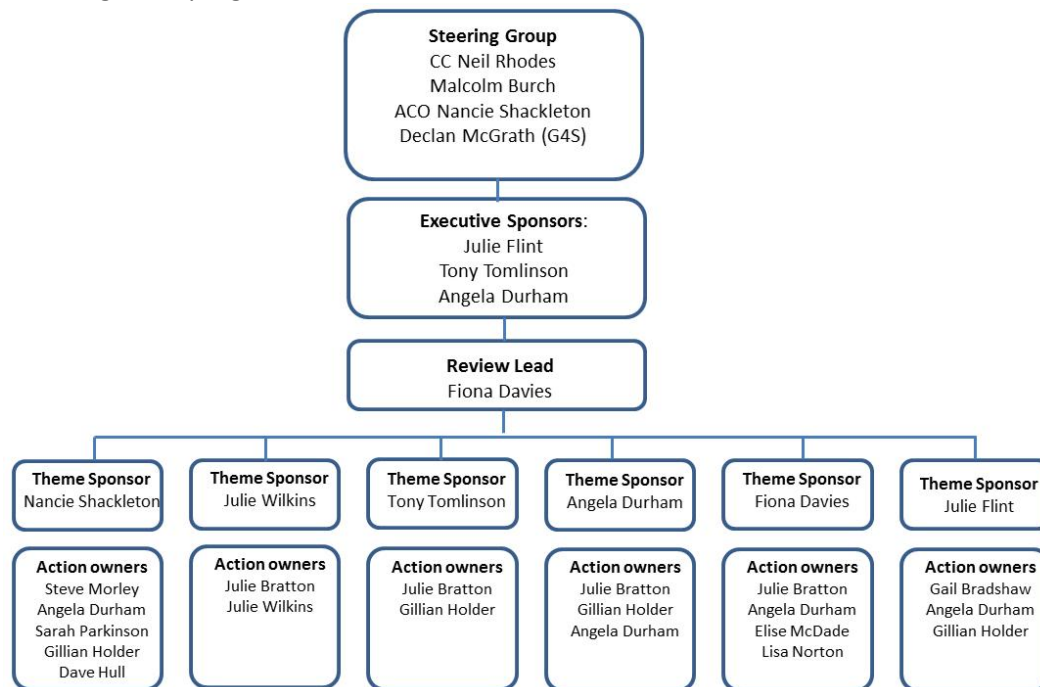 Steering Group
CC Neil Rhodes
Malcolm Burch
ACO Nancie Shackleton
Declan McGrath (G4S)
Executive Sponsors:
Julie Flint
Tony Tomlinson
Angela Durham
Review Lead
Fiona Davies
Theme Sponsor
Nancie Shackleton
Theme Sponsor
Julie Wilkins
Theme Sponsor
Tony Tomlinson
Theme Sponsor
Angela Durham
Theme Sponsor
Fiona Davies
Theme Sponsor
Julie Flint
Action owners
Steve Morley
Angela Durham
Sarah Parkinson
Gillian Holder
Dave Hull
Action owners
Julie Bratton
Julie Wilkins
Action owners
Julie Bratton
Gillian Holder
Action owners
Julie Bratton
Gillian Holder
Angela Durham
Action owners
Julie Bratton
Angela Durham
Elise McDade
Lisa Norton
Action owners
Gail Bradshaw
Angela Durham
Gillian Holder